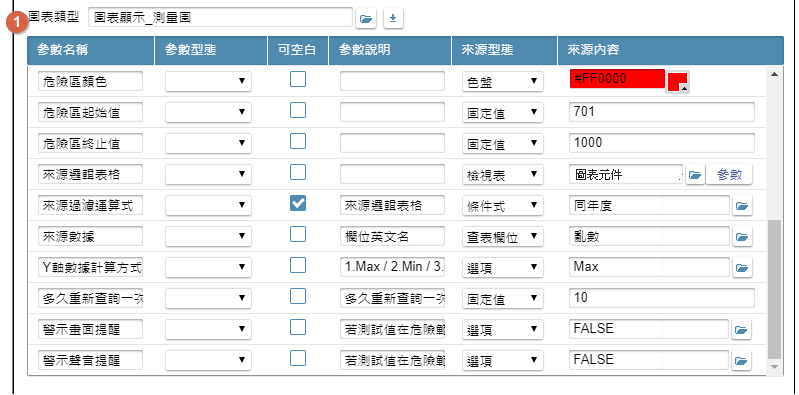 1 圖表類型 圖表顯示_測量圖
參數名稱 參數型態 可空白 參數說明 來源型態 來源內容
危險區顏色 色盤 #FF0000
危險區起始值 固定值 701
危險區終止值 固定值 1000
來源邏輯表格 檢視表 圖表元件 參數
來源過濾運算式 來源邏輯表格 條件式 同年度
來源數據 欄位英文名 查表欄位 亂數
Y軸數據計算方式 1.Max / 2.Min / 3. 選項 Max
多久重新查詢一次 多久重新查詢一次 固定值 10
警示畫面提醒 若測試值在危險範 選項 FALSE
警示聲音提醒 若測試值在危險範 選項 FALSE